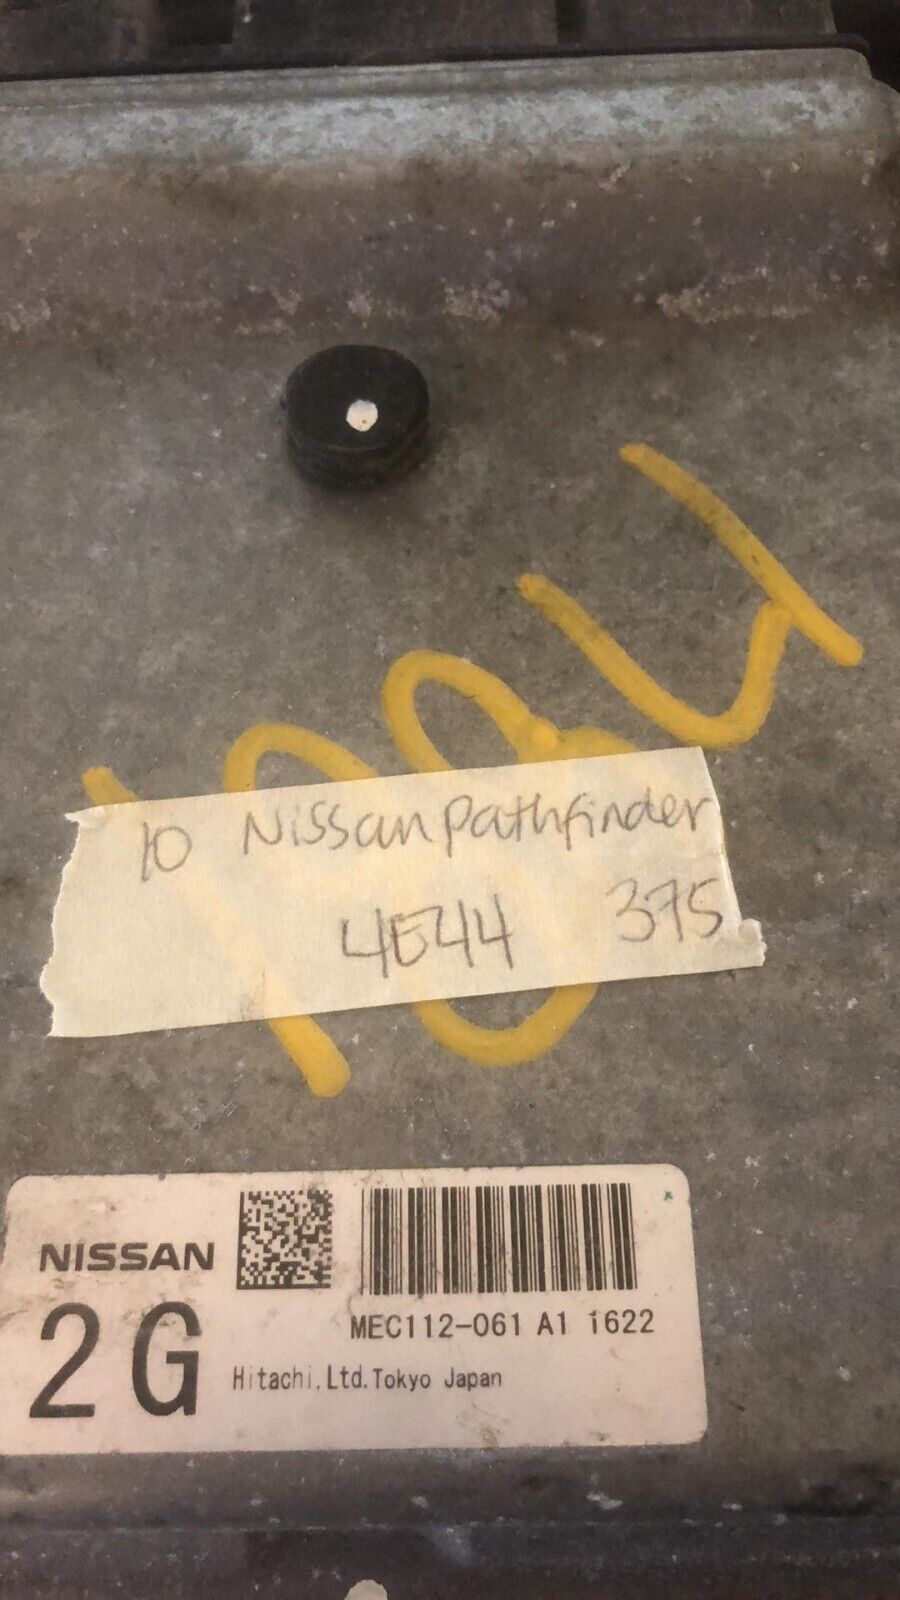 10 Nissan pathfinder
4E44 375
NISSAN
2G
MEC112-061 A1 1622
Hitachi.Ltd.Tokyo Japan